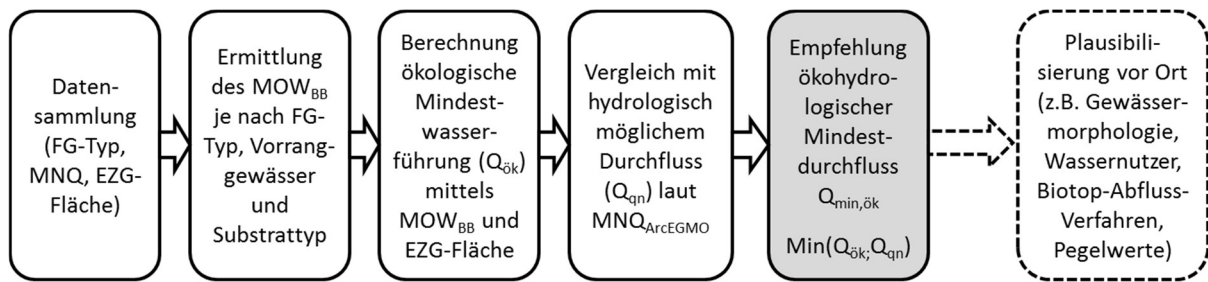 Daten-
sammlung
(FG-Typ,
MNQ, EZG-
Fläche)
Ermittlung
des MOW_BB
je nach FG-
Typ, Vorrang-
gewässer
und
Substrattyp
Berechnung
ökologische
Mindest-
wasser-
führung (Q_ök)
mittels
MOW_BB und
EZG-Fläche
Vergleich mit
hydrologisch
möglichem
Durchfluss
(Q_qn) laut
MNQ_ArcEGMO
Empfehlung
ökohydro-
logischer
Mindest-
durchfluss
Q_min,ök
Min(Q_ök;Q_qn)
Plausibili-
sierung vor Ort
(z.B. Gewässer-
morphologie,
Wassernutzer,
Biotop-Abfluss-
Verfahren,
Pegelwerte)